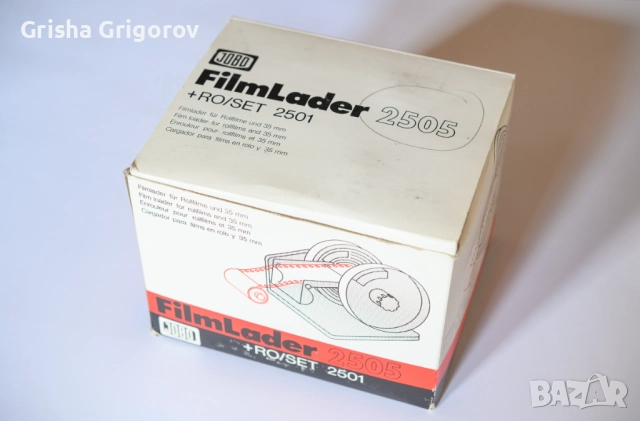 Grisha Grigorov
JOBO
FilmLader 2505
+RO/SET 2501
Filmlader für Rollfilme und 35 mm
Film loader for rollfilms and 35 mm
Enrouleur pour rollfilms et 35 mm
Cargador para films en rolo y 35 mm
Filmlader für Rollfilme und 35 mm
Film loader for rollfilms and 35 mm
Enrouleur pour rollfilms et 35 mm
Cargador para films en rolo y 35 mm
FilmLader 2505
JOBO
+RO/SET 2501
BAZAR